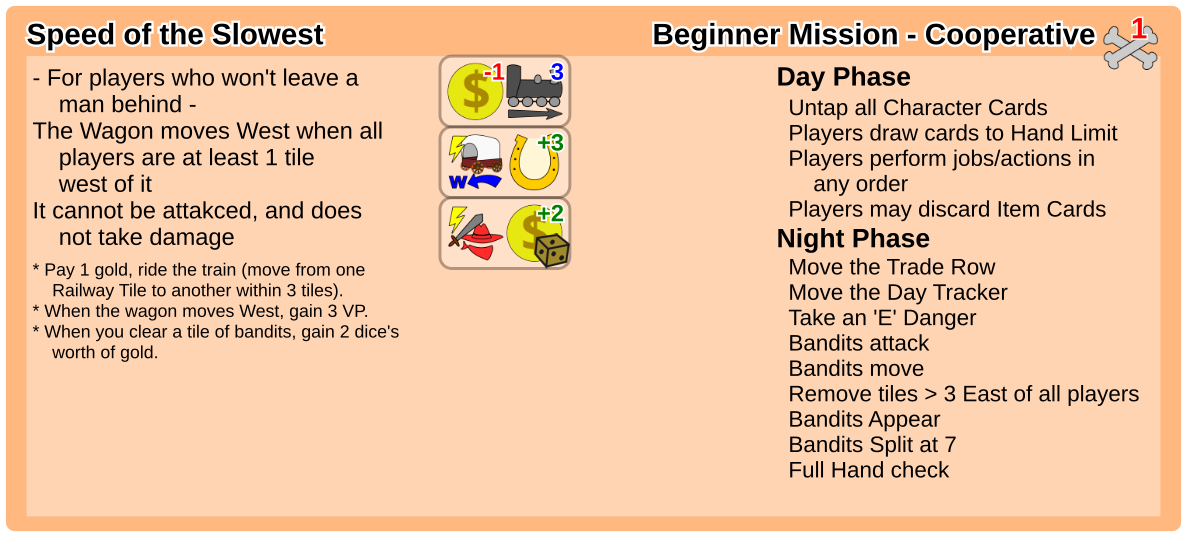 Speed of the Slowest
Beginner Mission - Cooperative
1
- For players who won't leave a
man behind -
The Wagon moves West when all
players are at least 1 tile
west of it
It cannot be attakced, and does
not take damage
* Pay 1 gold, ride the train (move from one
Railway Tile to another within 3 tiles).
* When the wagon moves West, gain 3 VP.
* When you clear a tile of bandits, gain 2 dice's
worth of gold.
$ -1 3
W +3
$ +2
Day Phase
Untap all Character Cards
Players draw cards to Hand Limit
Players perform jobs/actions in
any order
Players may discard Item Cards
Night Phase
Move the Trade Row
Move the Day Tracker
Take an 'E' Danger
Bandits attack
Bandits move
Remove tiles > 3 East of all players
Bandits Appear
Bandits Split at 7
Full Hand check